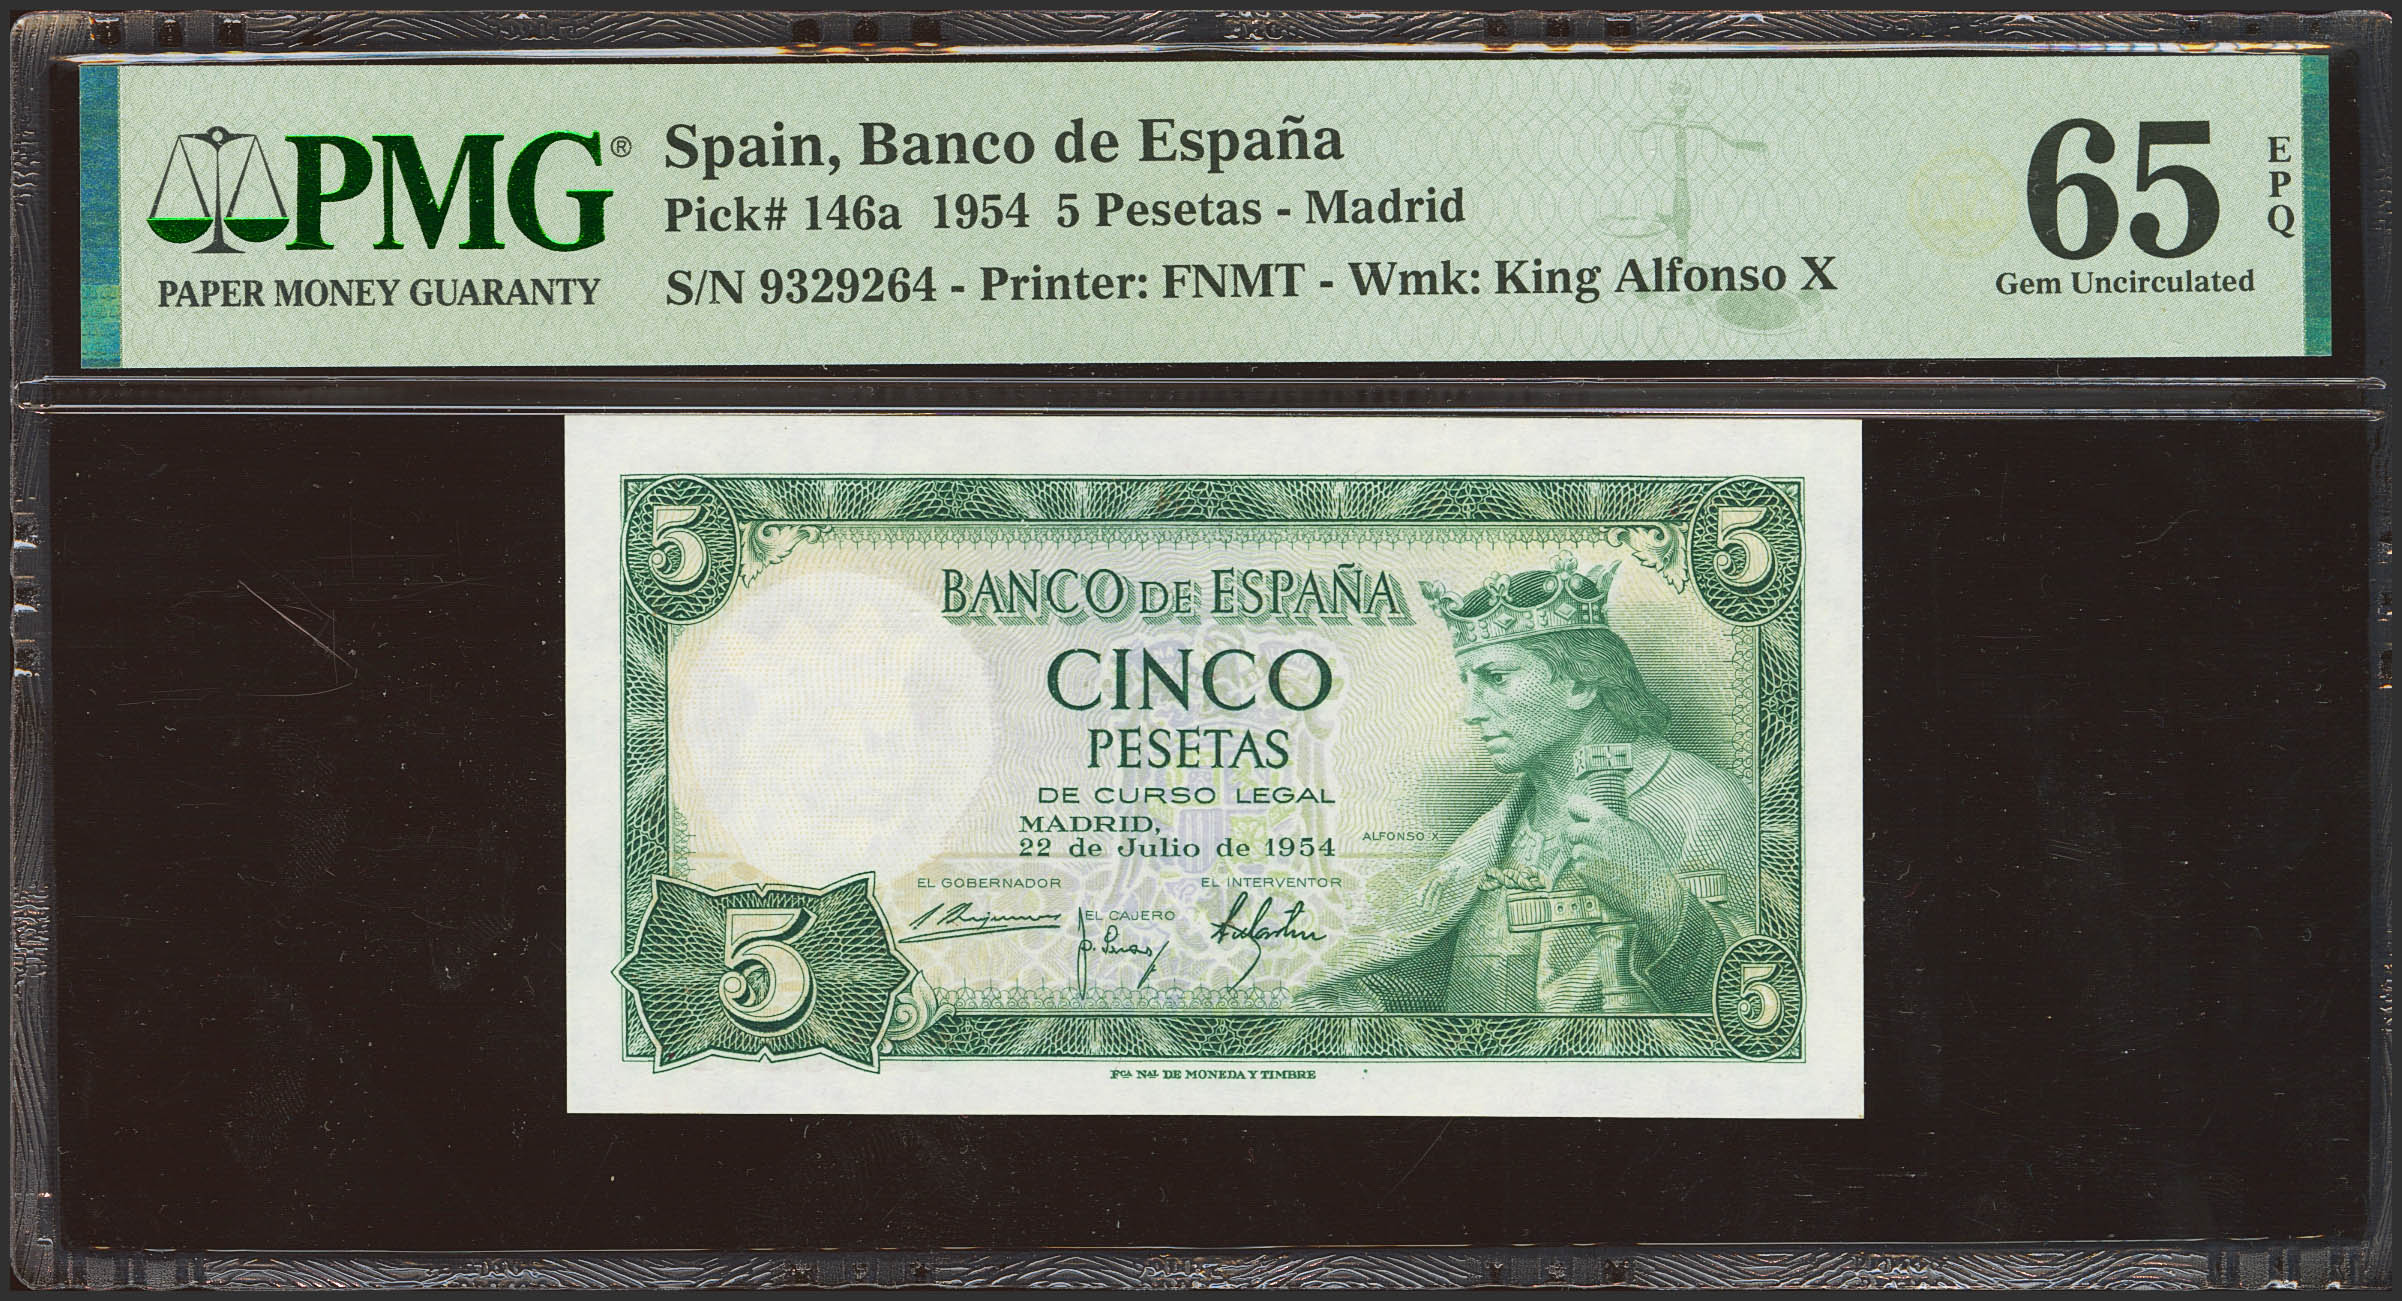 PMG®
PAPER MONEY GUARANTY
Spain, Banco de España
Pick# 146a 1954 5 Pesetas - Madrid
S/N 9329264 - Printer: FNMT - Wmk: King Alfonso X
65
EPQ
Gem Uncirculated
5
5
BANCO DE ESPAÑA
CINCO
PESETAS
DE CURSO LEGAL
MADRID,
22 de Julio de 1954
ALFONSO X
EL GOBERNADOR
EL INTERVENTOR
EL CAJERO
5
5
Fca Nal DE MONEDA Y TIMBRE